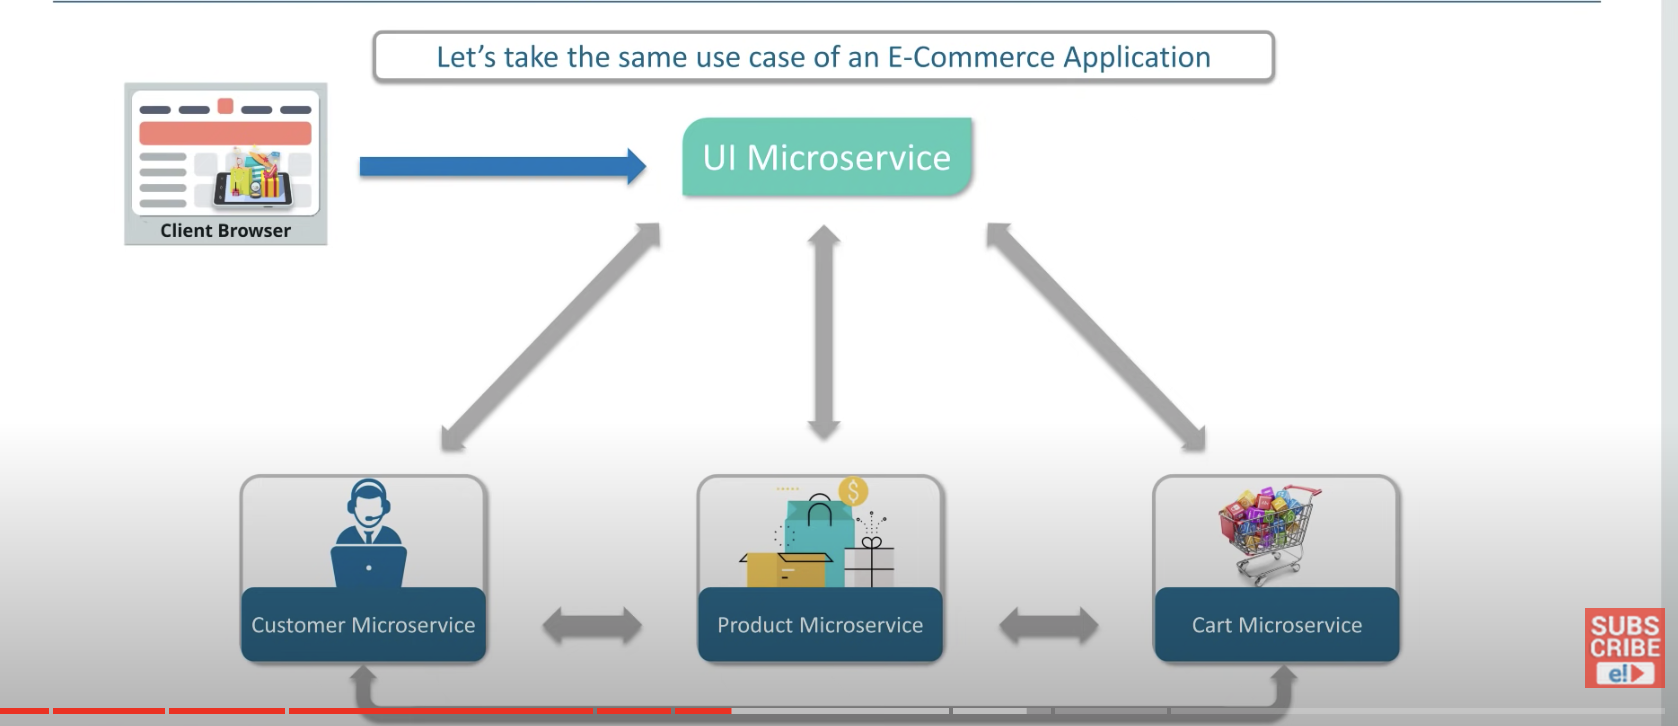 Let's take the same use case of an E-Commerce Application
UI Microservice
Client Browser
$
Customer Microservice
Product Microservice
Cart Microservice
SUBS
CRIBE
e!